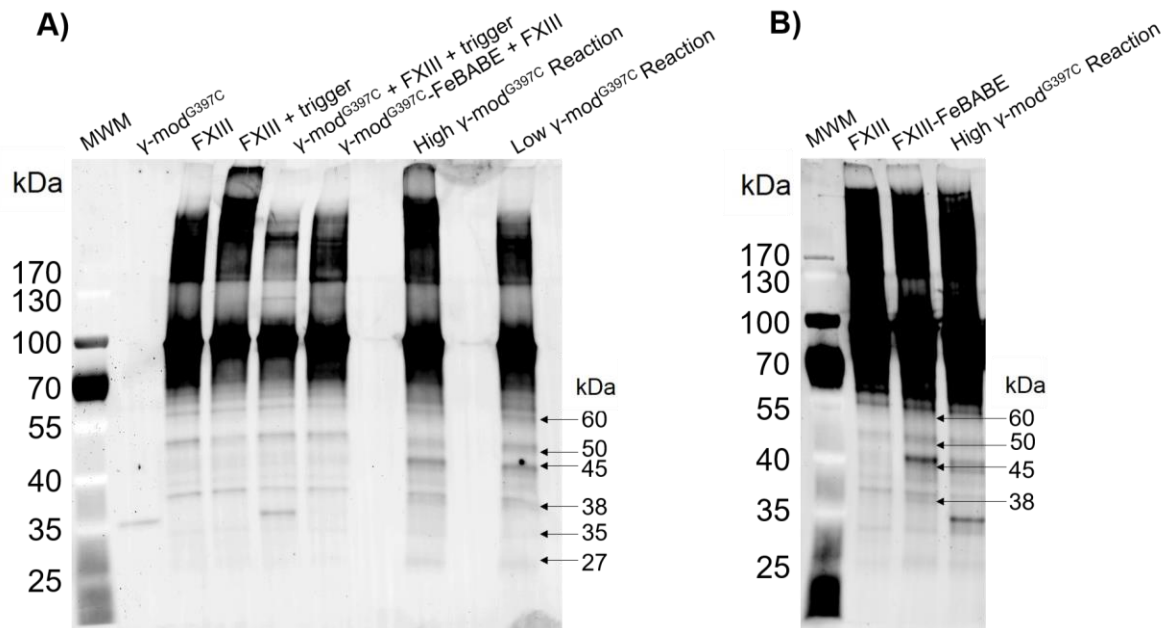 A)
MWM
γ-mod^G397C
FXIII
FXIII + trigger
γ-mod^G397C + FXIII + trigger
γ-mod^G397C-FeBABE + FXIII
High γ-mod^G397C Reaction
Low γ-mod^G397C Reaction
kDa
170
130
100
70
55
40
35
25
kDa
60
50
45
38
35
27
B)
MWM
FXIII
FXIII-FeBABE
High γ-mod^G397C Reaction
kDa
170
130
100
70
55
40
35
25
kDa
60
50
45
38